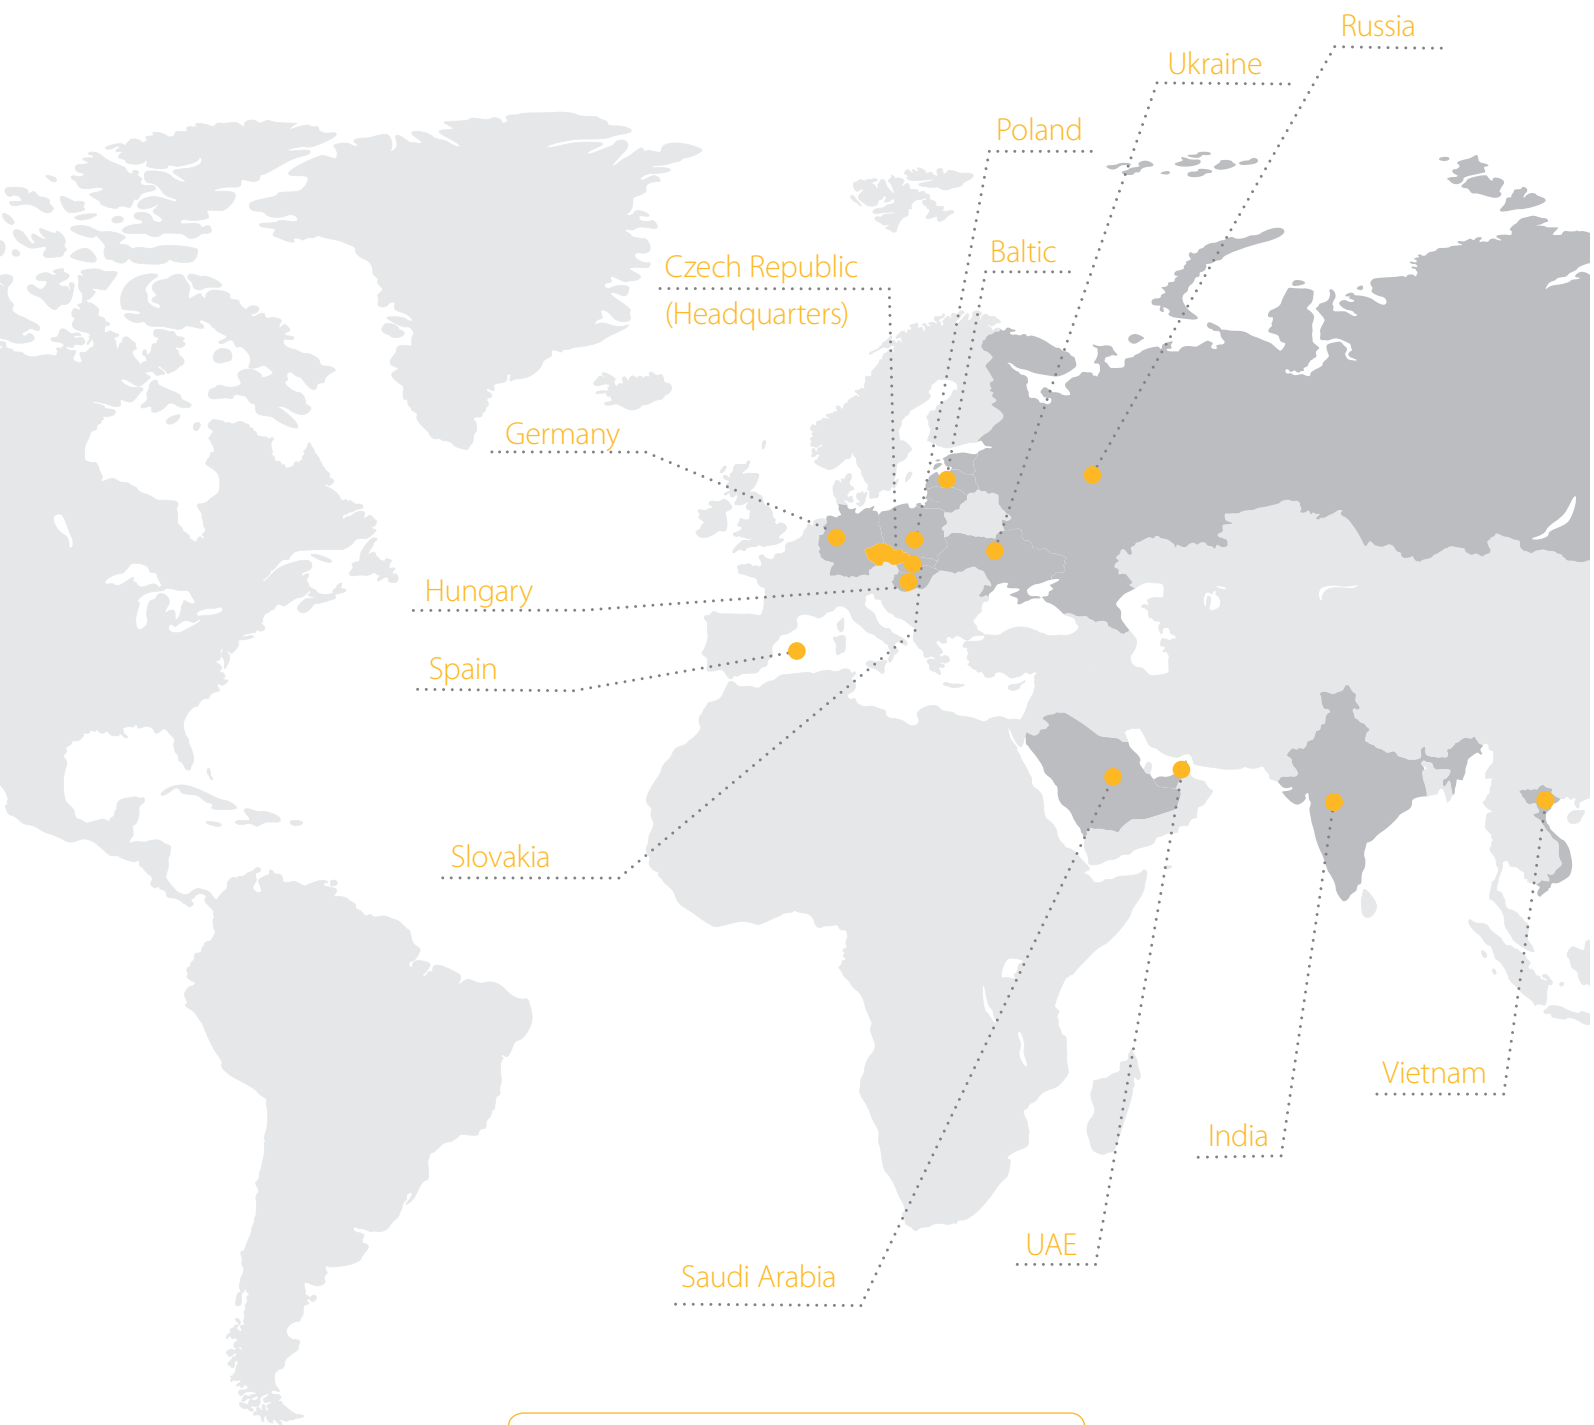 Russia
Ukraine
Poland
Baltic
Czech Republic
(Headquarters)
Germany
Hungary
Spain
Slovakia
Vietnam
India
UAE
Saudi Arabia